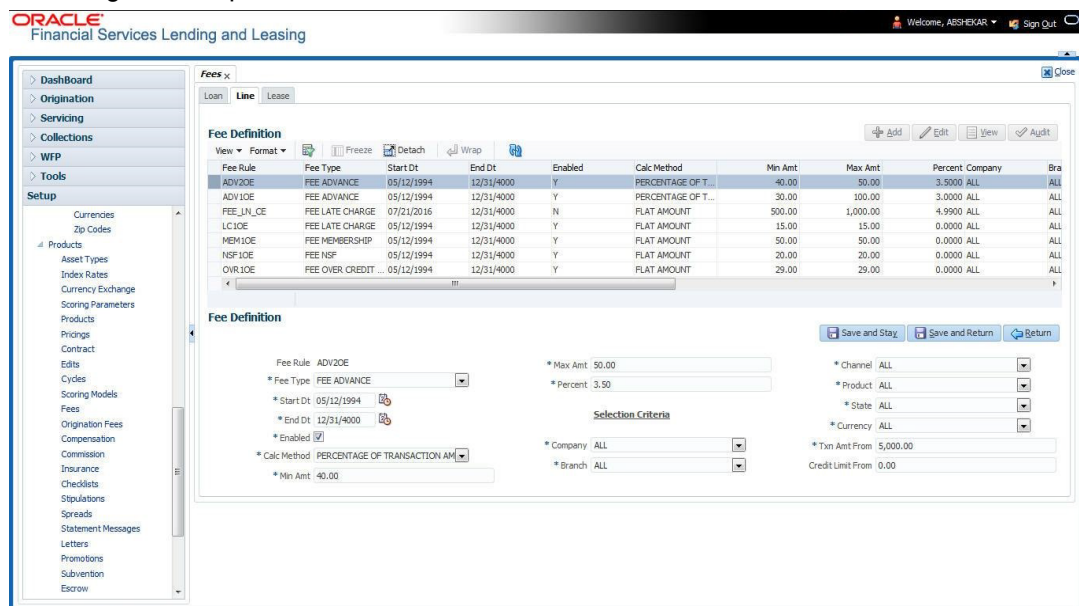 ORACLE
Financial Services Lending and Leasing
Welcome, ABSHEKAR Sign Out
Close
DashBoard
Origination
Servicing
Collections
WFP
Tools
Setup
Currencies
Zip Codes
Products
Asset Types
Index Rates
Currency Exchange
Scoring Parameters
Products
Pricings
Contract
Edits
Cycles
Scoring Models
Fees
Origination Fees
Compensation
Commission
Insurance
Checklists
Stipulations
Spreads
Statement Messages
Letters
Promotions
Subvention
Escrow
Fees x
Loan Line Lease
Fee Definition
Add Edit View Audit
View Format Freeze Detach Wrap
Fee Rule Fee Type Start Dt End Dt Enabled Calc Method Min Amt Max Amt Percent Company Bra
ADV2OE FEE ADVANCE 05/12/1994 12/31/4000 Y PERCENTAGE OF T... 40.00 50.00 3.5000 ALL ALL
ADV1OE FEE ADVANCE 05/12/1994 12/31/4000 Y PERCENTAGE OF T... 30.00 100.00 3.0000 ALL ALL
FEE_LN_CE FEE LATE CHARGE 07/21/2016 12/31/4000 N FLAT AMOUNT 500.00 1,000.00 4.9900 ALL ALL
LC1OE FEE LATE CHARGE 05/12/1994 12/31/4000 Y FLAT AMOUNT 15.00 15.00 0.0000 ALL ALL
MEM1OE FEE MEMBERSHIP 05/12/1994 12/31/4000 Y FLAT AMOUNT 50.00 50.00 0.0000 ALL ALL
NSF1OE FEE NSF 05/12/1994 12/31/4000 Y FLAT AMOUNT 20.00 20.00 0.0000 ALL ALL
OVR1OE FEE OVER CREDIT ... 05/12/1994 12/31/4000 Y FLAT AMOUNT 29.00 29.00 0.0000 ALL ALL
Fee Definition
Save and Stay Save and Return Return
Fee Rule ADV2OE
* Fee Type FEE ADVANCE
* Start Dt 05/12/1994
* End Dt 12/31/4000
* Enabled
* Calc Method PERCENTAGE OF TRANSACTION AM
* Min Amt 40.00
* Max Amt 50.00
* Percent 3.50
Selection Criteria
* Company ALL
* Branch ALL
* Channel ALL
* Product ALL
* State ALL
* Currency ALL
* Txn Amt From 5,000.00
Credit Limit From 0.00